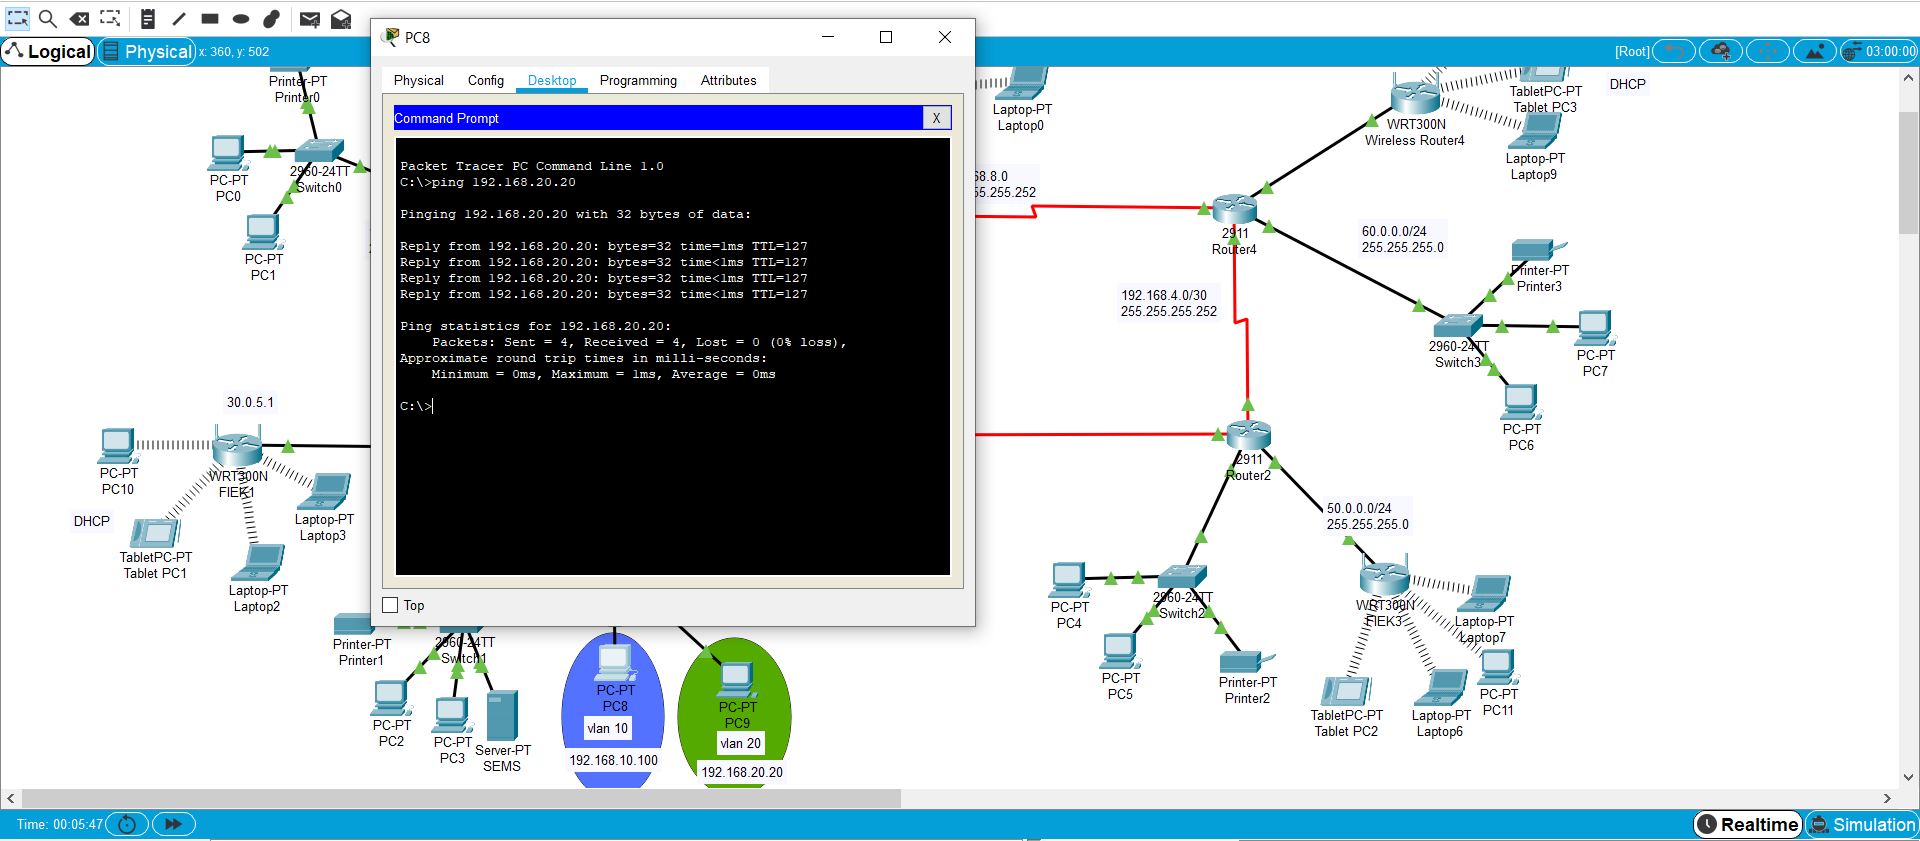 Logical
Physical
x: 360, y: 502
[Root]
03:00:00
PC8
Physical
Config
Desktop
Programming
Attributes
Command Prompt
X
Packet Tracer PC Command Line 1.0
C:\>ping 192.168.20.20
Pinging 192.168.20.20 with 32 bytes of data:
Reply from 192.168.20.20: bytes=32 time=1ms TTL=127
Reply from 192.168.20.20: bytes=32 time<1ms TTL=127
Reply from 192.168.20.20: bytes=32 time<1ms TTL=127
Reply from 192.168.20.20: bytes=32 time<1ms TTL=127
Ping statistics for 192.168.20.20:
Packets: Sent = 4, Received = 4, Lost = 0 (0% loss),
Approximate round trip times in milli-seconds:
Minimum = 0ms, Maximum = 1ms, Average = 0ms
C:\>
Top
Printer-PT
Printer0
2960-24TT
Switch0
PC-PT
PC0
PC-PT
PC1
30.0.5.1
PC-PT
PC10
WRT300N
FIEK1
DHCP
TabletPC-PT
Tablet PC1
Laptop-PT
Laptop3
Laptop-PT
Laptop2
Printer-PT
Printer1
2960-24TT
Switch1
PC-PT
PC2
PC-PT
PC3
Server-PT
SEMS
PC-PT
PC8
vlan 10
192.168.10.100
PC-PT
PC9
vlan 20
192.168.20.20
Laptop-PT
Laptop0
68.8.0
55.255.252
WRT300N
Wireless Router4
TabletPC-PT
Tablet PC3
DHCP
Laptop-PT
Laptop9
2911
Router4
60.0.0.0/24
255.255.255.0
Printer-PT
Printer3
192.168.4.0/30
255.255.255.252
2960-24TT
Switch3
PC-PT
PC7
PC-PT
PC6
2911
Router2
50.0.0.0/24
255.255.255.0
PC-PT
PC4
2960-24TT
Switch2
PC-PT
PC5
Printer-PT
Printer2
WRT300N
FIEK3
Laptop-PT
Laptop7
TabletPC-PT
Tablet PC2
Laptop-PT
Laptop6
PC-PT
PC11
Time: 00:05:47
Realtime
Simulation